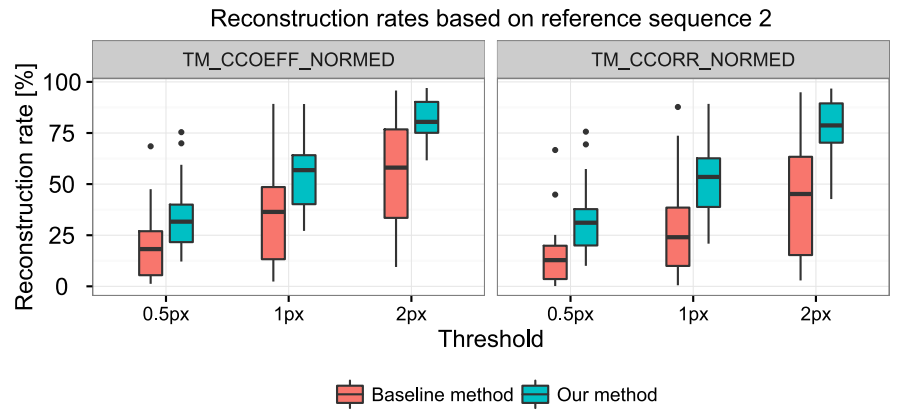 Reconstruction rates based on reference sequence 2
TM_CCOEFF_NORMED TM_CCORR_NORMED
Reconstruction rate [%]
100
75
50
25
0
0.5px 1px 2px 0.5px 1px 2px
Threshold
Baseline method Our method